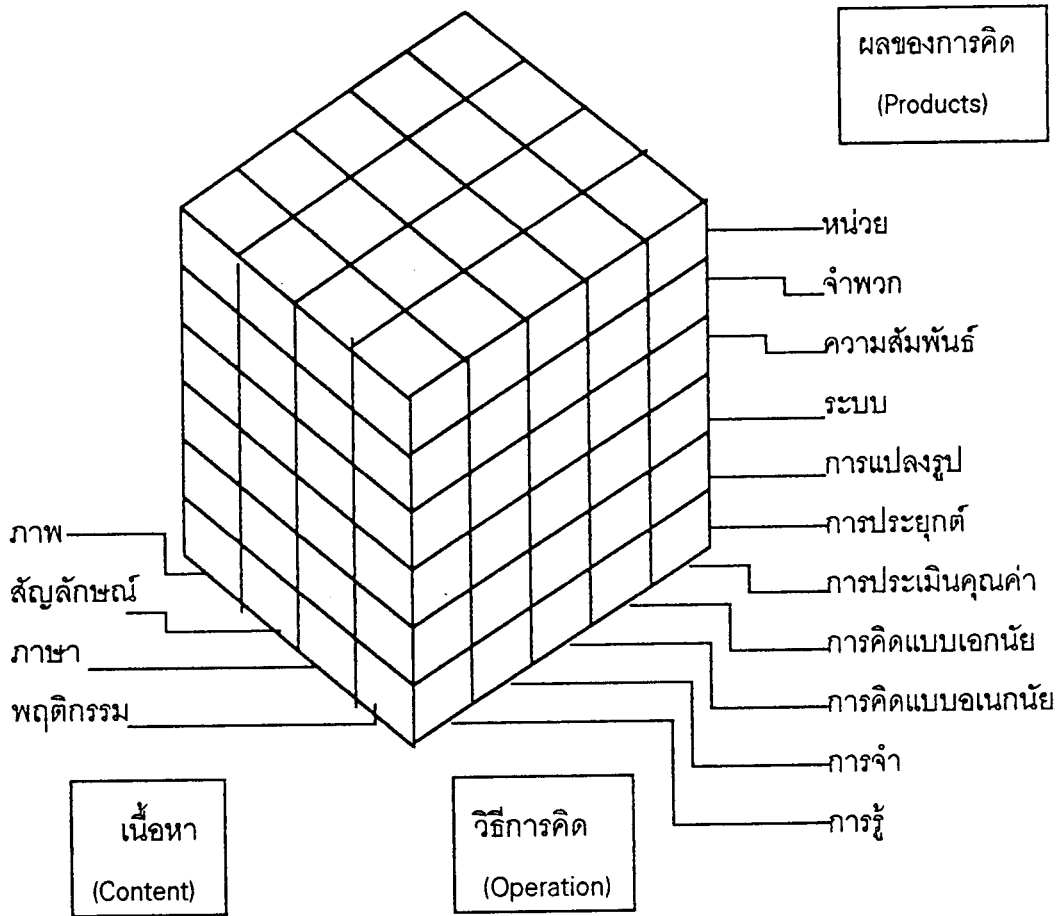 ผลของการคิด
(Products)
หน่วย
จำพวก
ความสัมพันธ์
ระบบ
การแปลงรูป
การประยุกต์
การประเมินคุณค่า
การคิดแบบเอกนัย
การคิดแบบอเนกนัย
การจำ
การรู้
ภาพ
สัญลักษณ์
ภาษา
พฤติกรรม
เนื้อหา
(Content)
วิธีการคิด
(Operation)